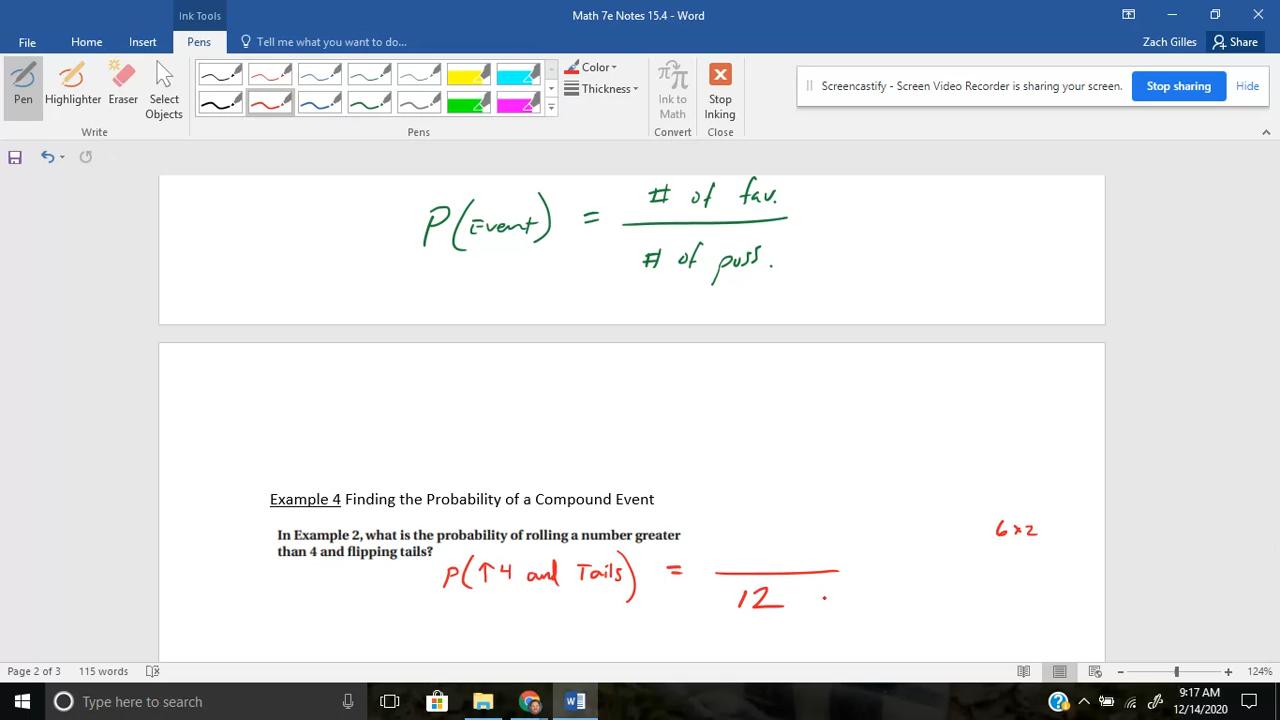 Ink Tools
Math 7e Notes 15.4 - Word
File Home Insert Pens Tell me what you want to do... Zach Gilles Share
Pen Highlighter Eraser Select Objects
Write
Pens
Color
Thickness
Ink to Math
Convert
Stop Inking
Close
Screencastify - Screen Video Recorder is sharing your screen. Stop sharing Hide
P(Event) = # of fav.
# of poss.
Example 4 Finding the Probability of a Compound Event
In Example 2, what is the probability of rolling a number greater
than 4 and flipping tails?
6 x 2
P(↑4 and Tails) =
12
Page 2 of 3 115 words 124%
Type here to search
9:17 AM
12/14/2020